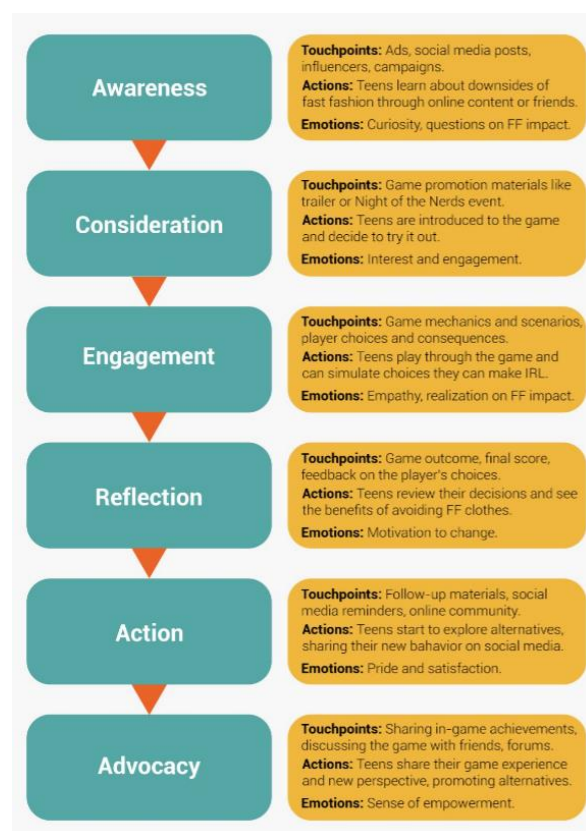 Awareness
Touchpoints: Ads, social media posts,
influencers, campaigns.
Actions: Teens learn about downsides of
fast fashion through online content or friends.
Emotions: Curiosity, questions on FF impact.
Consideration
Touchpoints: Game promotion materials like
trailer or Night of the Nerds event.
Actions: Teens are introduced to the game
and decide to try it out.
Emotions: Interest and engagement.
Engagement
Touchpoints: Game mechanics and scenarios,
player choices and consequences.
Actions: Teens play through the game and
can simulate choices they can make IRL.
Emotions: Empathy, realization on FF impact.
Reflection
Touchpoints: Game outcome, final score,
feedback on the player's choices.
Actions: Teens review their decisions and see
the benefits of avoiding FF clothes.
Emotions: Motivation to change.
Action
Touchpoints: Follow-up materials, social
media reminders, online community.
Actions: Teens start to explore alternatives,
sharing their new bahavior on social media.
Emotions: Pride and satisfaction.
Advocacy
Touchpoints: Sharing in-game achievements,
discussing the game with friends, forums.
Actions: Teens share their game experience
and new perspective, promoting alternatives.
Emotions: Sense of empowerment.